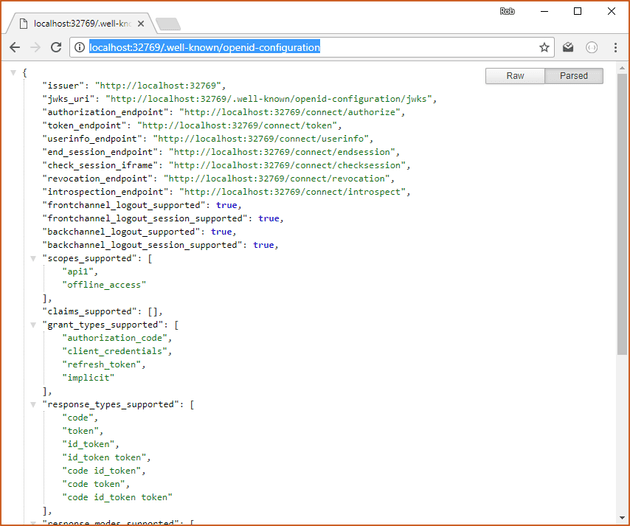 Rob
localhost:32769/.well-kn
localhost:32769/.well-known/openid-configuration
Raw
Parsed
{
"issuer": "http://localhost:32769",
"jwks_uri": "http://localhost:32769/.well-known/openid-configuration/jwks",
"authorization_endpoint": "http://localhost:32769/connect/authorize",
"token_endpoint": "http://localhost:32769/connect/token",
"userinfo_endpoint": "http://localhost:32769/connect/userinfo",
"end_session_endpoint": "http://localhost:32769/connect/endsession",
"check_session_iframe": "http://localhost:32769/connect/checksession",
"revocation_endpoint": "http://localhost:32769/connect/revocation",
"introspection_endpoint": "http://localhost:32769/connect/introspect",
"frontchannel_logout_supported": true,
"frontchannel_logout_session_supported": true,
"backchannel_logout_supported": true,
"backchannel_logout_session_supported": true,
"scopes_supported": [
"api1",
"offline_access"
],
"claims_supported": [],
"grant_types_supported": [
"authorization_code",
"client_credentials",
"refresh_token",
"implicit"
],
"response_types_supported": [
"code",
"token",
"id_token",
"id_token token",
"code id_token",
"code token",
"code id_token token"
],
"response_modes_supported": [